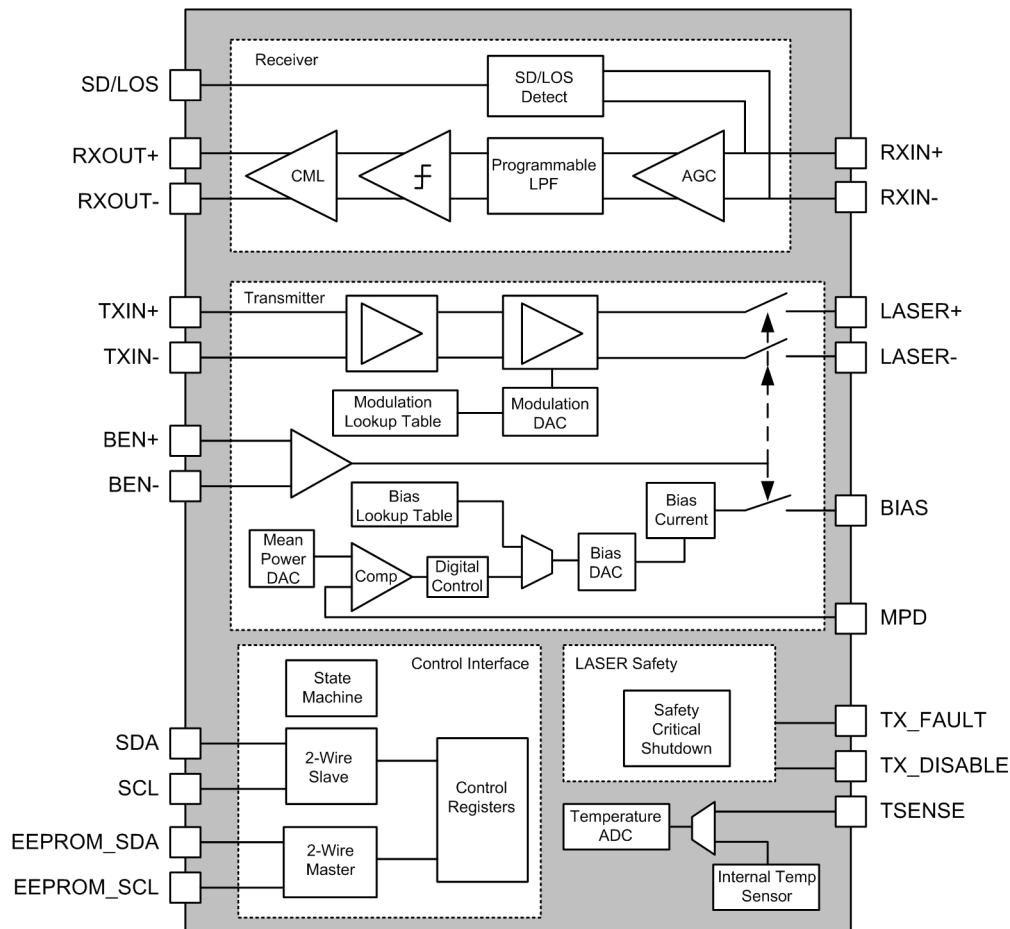 Receiver
SD/LOS
SD/LOS
Detect
RXOUT+
RXOUT-
CML
Programmable
LPF
AGC
RXIN+
RXIN-
Transmitter
TXIN+
TXIN-
LASER+
LASER-
Modulation
Lookup Table
Modulation
DAC
BEN+
BEN-
Bias
Lookup Table
Bias
Current
BIAS
Mean
Power
DAC
Comp
Digital
Control
Bias
DAC
MPD
Control Interface
State
Machine
SDA
SCL
2-Wire
Slave
Control
Registers
EEPROM_SDA
EEPROM_SCL
2-Wire
Master
LASER Safety
Safety
Critical
Shutdown
TX_FAULT
TX_DISABLE
TSENSE
Temperature
ADC
Internal Temp
Sensor